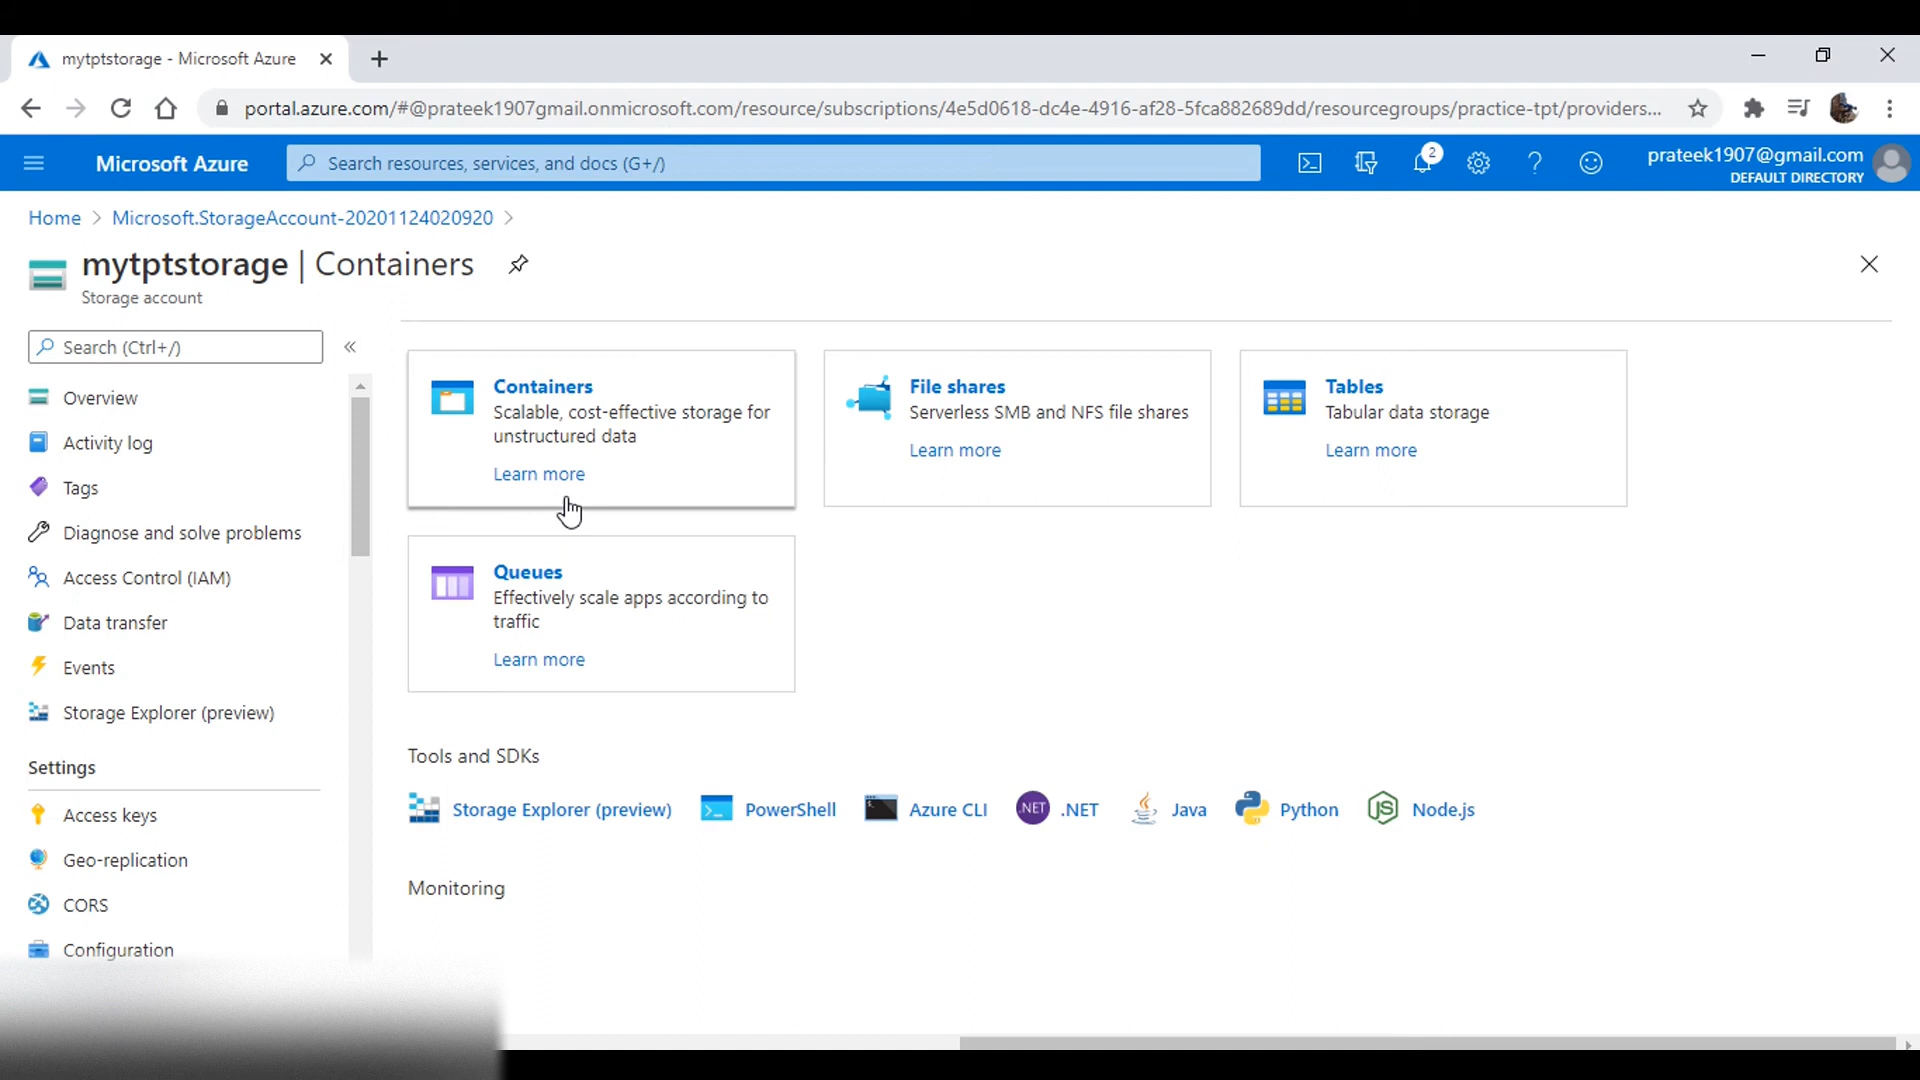 mytptstorage - Microsoft Azure
portal.azure.com/#@prateek1907gmail.onmicrosoft.com/resource/subscriptions/4e5d0618-dc4e-4916-af28-5fca882689dd/resourcegroups/practice-tpt/providers...
Microsoft Azure
Search resources, services, and docs (G+/)
2
prateek1907@gmail.com
DEFAULT DIRECTORY
Home > Microsoft.StorageAccount-20201124020920 >
mytptstorage | Containers
Storage account
Search (Ctrl+/)
«
Overview
Activity log
Tags
Diagnose and solve problems
Access Control (IAM)
Data transfer
Events
Storage Explorer (preview)
Settings
Access keys
Geo-replication
CORS
Configuration
Containers
Scalable, cost-effective storage for
unstructured data
Learn more
File shares
Serverless SMB and NFS file shares
Learn more
Tables
Tabular data storage
Learn more
Queues
Effectively scale apps according to
traffic
Learn more
Tools and SDKs
Storage Explorer (preview)
PowerShell
Azure CLI
.NET
.NET
Java
Python
Node.js
Monitoring